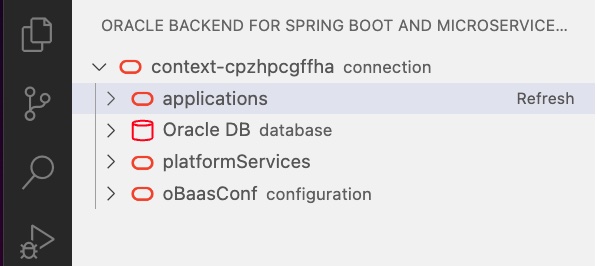 ORACLE BACKEND FOR SPRING BOOT AND MICROSERVICE...
context-cpzhpcgffha connection
applications Refresh
Oracle DB database
platformServices
oBaasConf configuration